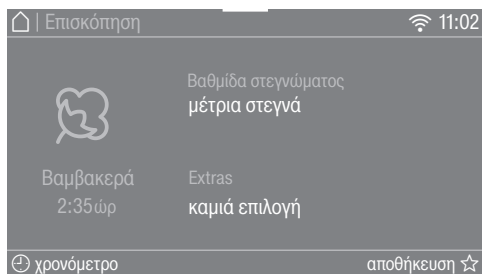 | Επισκόπηση 11:02
Βαθμίδα στεγνώματος
μέτρια στεγνά
Βαμβακερά
2:35ώρ
Extras
καμιά επιλογή
χρονόμετρο αποθήκευση